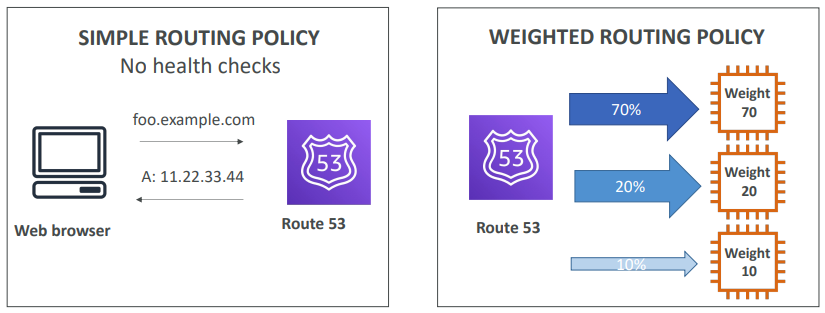 SIMPLE ROUTING POLICY
No health checks
foo.example.com
A: 11.22.33.44
53
Web browser
Route 53
WEIGHTED ROUTING POLICY
70%
Weight
70
53
20%
Weight
20
Route 53
10%
Weight
10